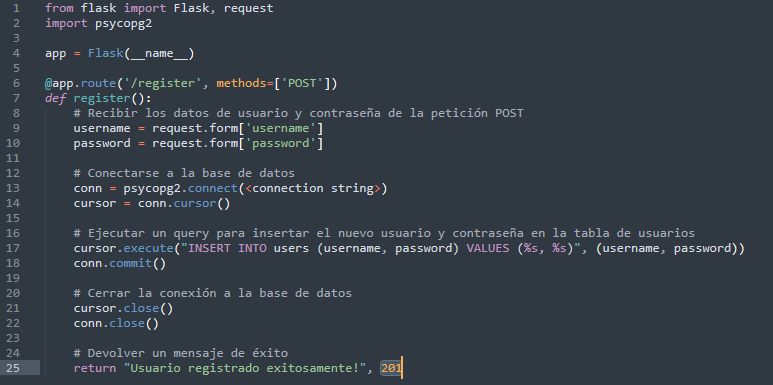 1 from flask import Flask, request
2 import psycopg2
3
4 app = Flask(__name__)
5
6 @app.route('/register', methods=['POST'])
7 def register():
8     # Recibir los datos de usuario y contraseña de la petición POST
9     username = request.form['username']
10     password = request.form['password']
11
12     # Conectarse a la base de datos
13     conn = psycopg2.connect(<connection string>)
14     cursor = conn.cursor()
15
16     # Ejecutar un query para insertar el nuevo usuario y contraseña en la tabla de usuarios
17     cursor.execute("INSERT INTO users (username, password) VALUES (%s, %s)", (username, password))
18     conn.commit()
19
20     # Cerrar la conexión a la base de datos
21     cursor.close()
22     conn.close()
23
24     # Devolver un mensaje de éxito
25     return "Usuario registrado exitosamente!", 201